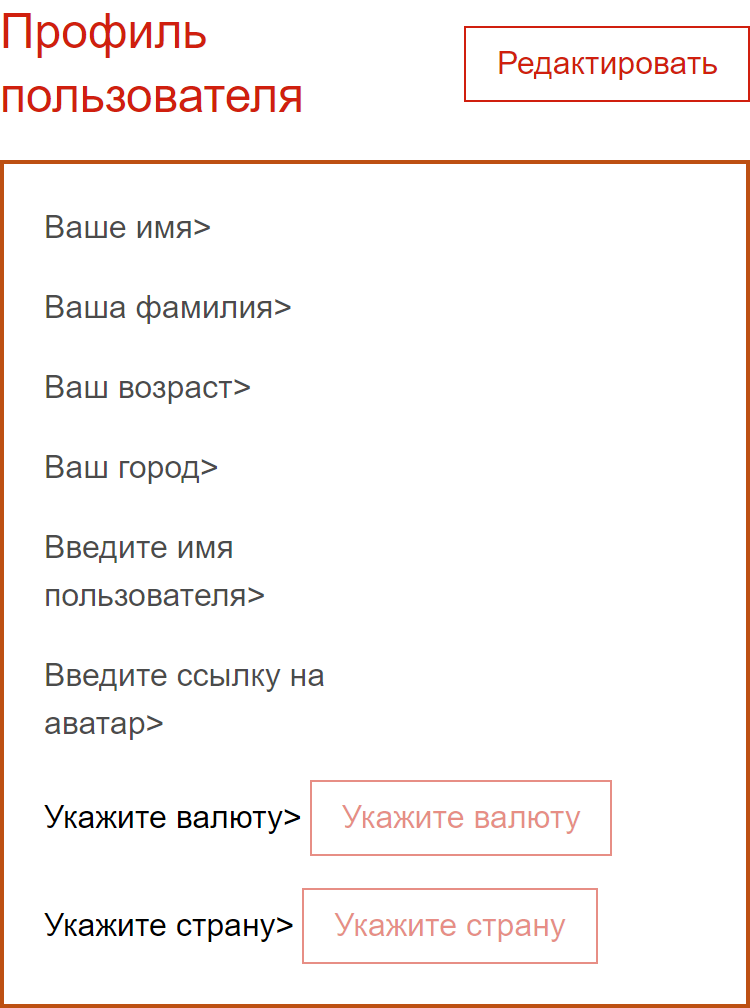 Профиль
пользователя
Редактировать
Ваше имя>
Ваша фамилия>
Ваш возраст>
Ваш город>
Введите имя
пользователя>
Введите ссылку на
аватар>
Укажите валюту> Укажите валюту
Укажите страну> Укажите страну